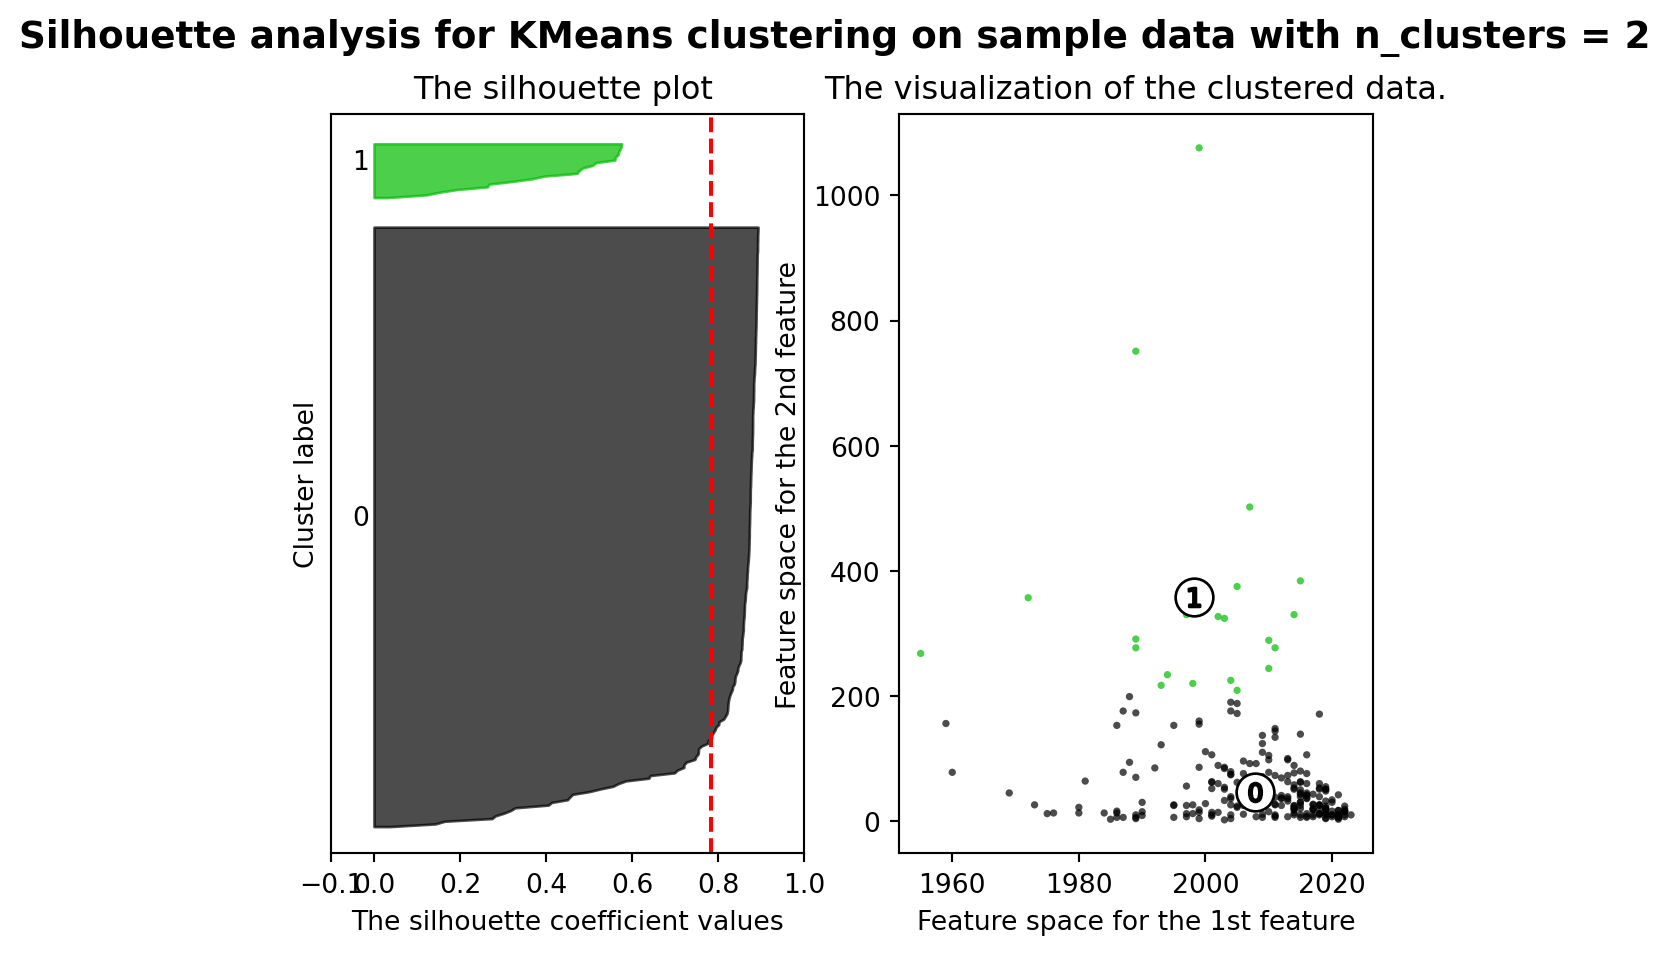 Silhouette analysis for KMeans clustering on sample data with n_clusters = 2
The silhouette plot
Cluster label
1
0
−0.1 0.0 0.2 0.4 0.6 0.8 1.0
The silhouette coefficient values
The visualization of the clustered data.
Feature space for the 2nd feature
1000
800
600
400
200
0
1
0
1960 1980 2000 2020
Feature space for the 1st feature